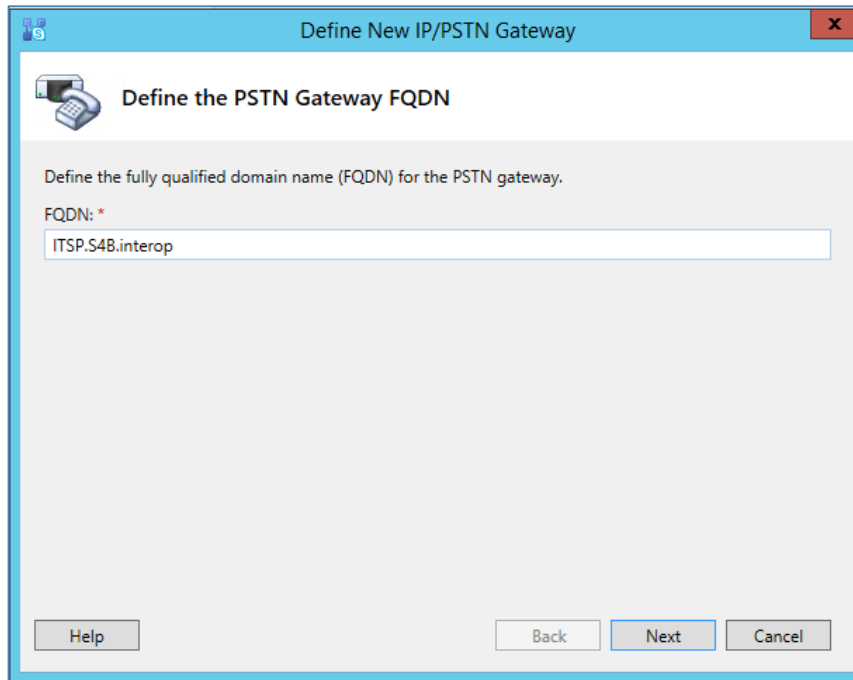 Define New IP/PSTN Gateway
x
Define the PSTN Gateway FQDN
Define the fully qualified domain name (FQDN) for the PSTN gateway.
FQDN: *
ITSP.S4B.interop
Help
Back
Next
Cancel